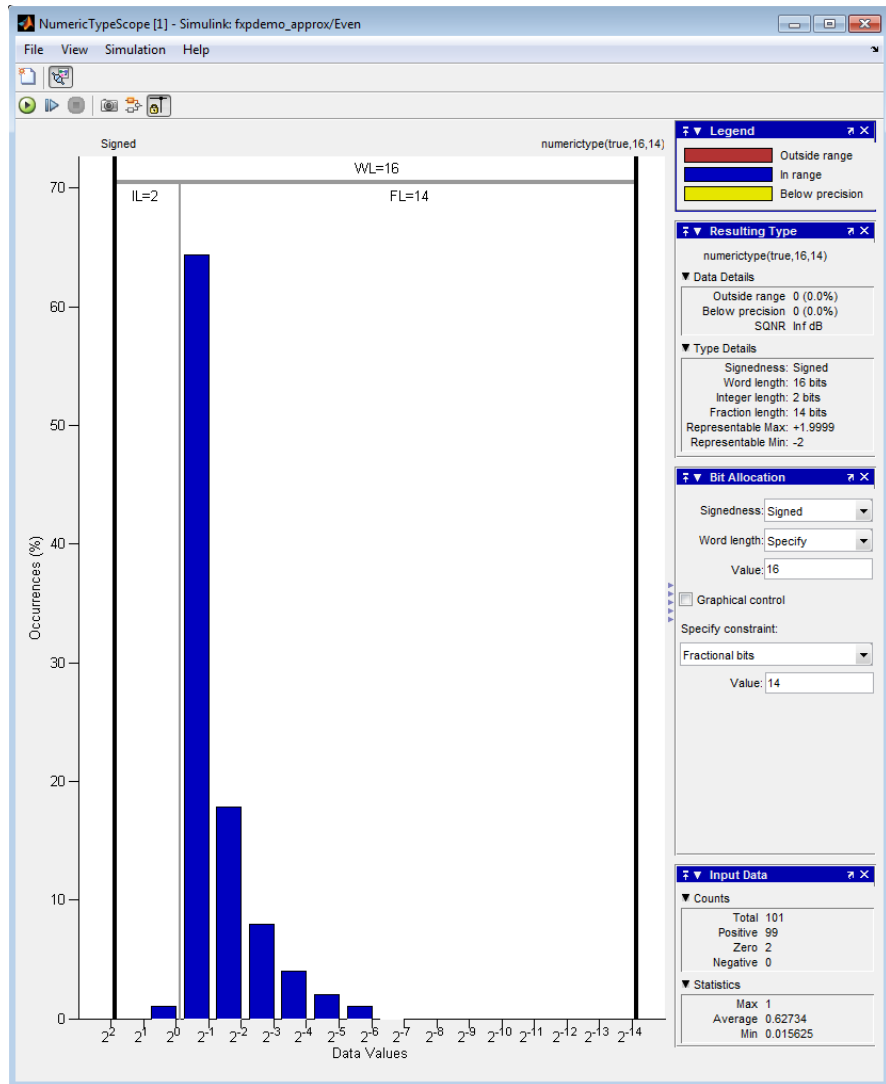 NumericTypeScope [1] - Simulink: fxpdemo_approx/Even
File View Simulation Help
Signed numerictype(true,16,14)
WL=16
IL=2 FL=14
70
60
50
40
30
20
10
0
Occurrences (%)
2^2 2^1 2^0 2^-1 2^-2 2^-3 2^-4 2^-5 2^-6 2^-7 2^-8 2^-9 2^-10 2^-11 2^-12 2^-13 2^-14
Data Values
Legend
Outside range
In range
Below precision
Resulting Type
numerictype(true,16,14)
Data Details
Outside range 0 (0.0%)
Below precision 0 (0.0%)
SQNR Inf dB
Type Details
Signedness: Signed
Word length: 16 bits
Integer length: 2 bits
Fraction length: 14 bits
Representable Max: +1.9999
Representable Min: -2
Bit Allocation
Signedness: Signed
Word length: Specify
Value: 16
Graphical control
Specify constraint:
Fractional bits
Value: 14
Input Data
Counts
Total 101
Positive 99
Zero 2
Negative 0
Statistics
Max 1
Average 0.62734
Min 0.015625